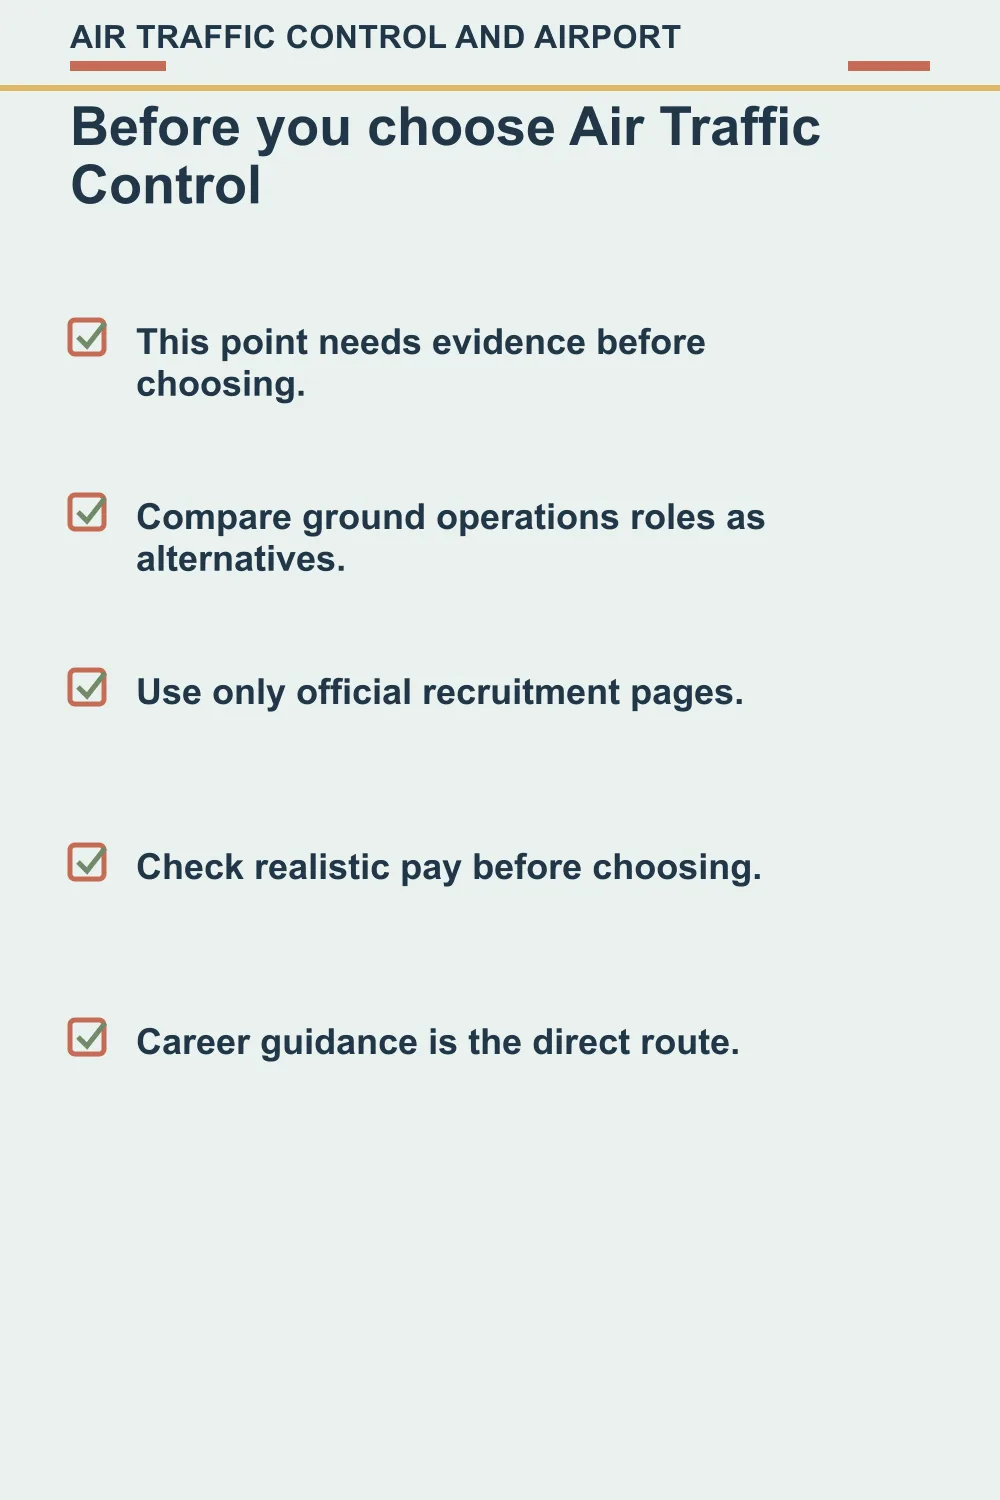 AIR TRAFFIC CONTROL AND AIRPORT
Before you choose Air Traffic
Control
This point needs evidence before
choosing.
Compare ground operations roles as
alternatives.
Use only official recruitment pages.
Check realistic pay before choosing.
Career guidance is the direct route.